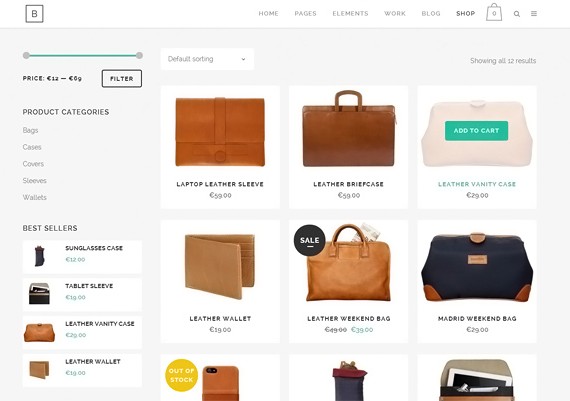 B
HOME PAGES ELEMENTS WORK BLOG SHOP 0
Default sorting
Showing all 12 results
PRICE: €12 — €69
FILTER
PRODUCT CATEGORIES
Bags
Cases
Covers
Sleeves
Wallets
BEST SELLERS
SUNGLASSES CASE
€12.00
TABLET SLEEVE
€19.00
LEATHER VANITY CASE
€29.00
LEATHER WALLET
€19.00
LAPTOP LEATHER SLEEVE
€59.00
LEATHER BRIEFCASE
€59.00
ADD TO CART
LEATHER VANITY CASE
€29.00
LEATHER WALLET
€19.00
SALE
LEATHER WEEKEND BAG
€49.00 €39.00
MADRID WEEKEND BAG
€29.00
OUT OF
STOCK